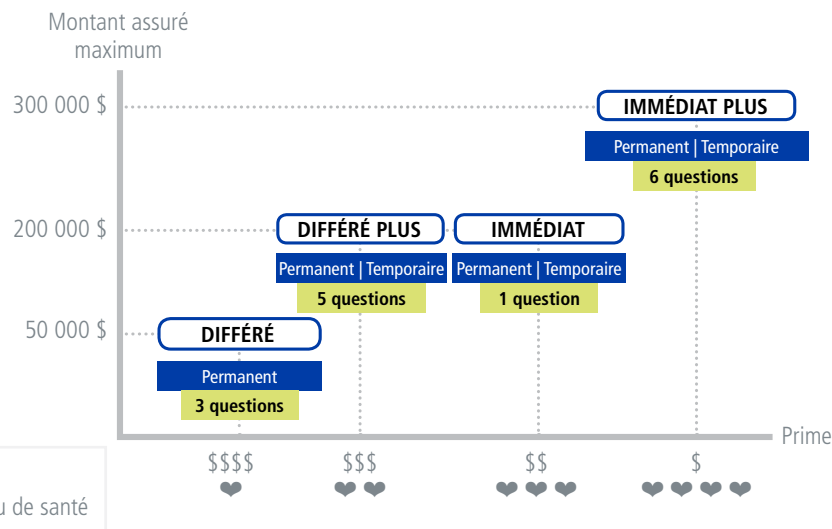 Montant assuré
maximum
300 000 $
IMMÉDIAT PLUS
Permanent | Temporaire
6 questions
200 000 $
DIFFÉRÉ PLUS
IMMÉDIAT
Permanent | Temporaire
Permanent | Temporaire
5 questions
1 question
50 000 $
DIFFÉRÉ
Permanent
3 questions
Prime
$$$$
$$$
$$
$
de santé